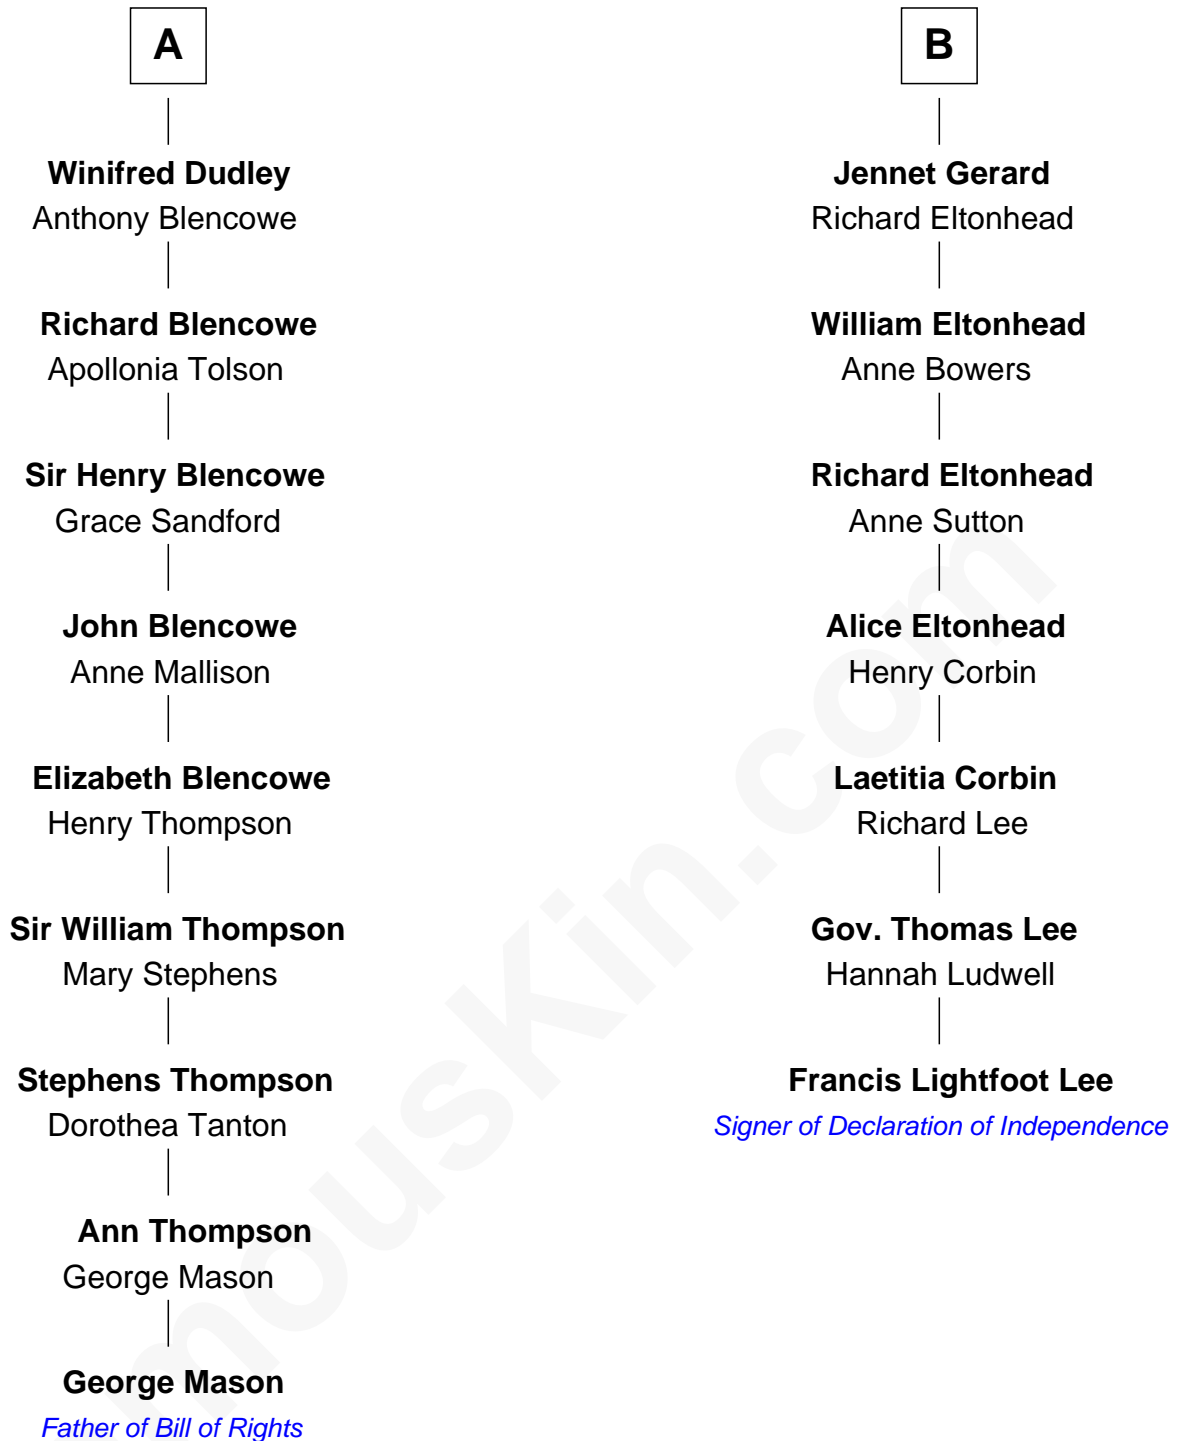 A
Winifred Dudley
Anthony Blencowe
Richard Blencowe
Apollonia Tolson
Sir Henry Blencowe
Grace Sandford
John Blencowe
Anne Mallison
Elizabeth Blencowe
Henry Thompson
Sir William Thompson
Mary Stephens
Stephens Thompson
Dorothea Tanton
Ann Thompson
George Mason
George Mason
Father of Bill of Rights
B
Jennet Gerard
Richard Eltonhead
William Eltonhead
Anne Bowers
Richard Eltonhead
Anne Sutton
Alice Eltonhead
Henry Corbin
Laetitia Corbin
Richard Lee
Gov. Thomas Lee
Hannah Ludwell
Francis Lightfoot Lee
Signer of Declaration of Independence
mousKin.com